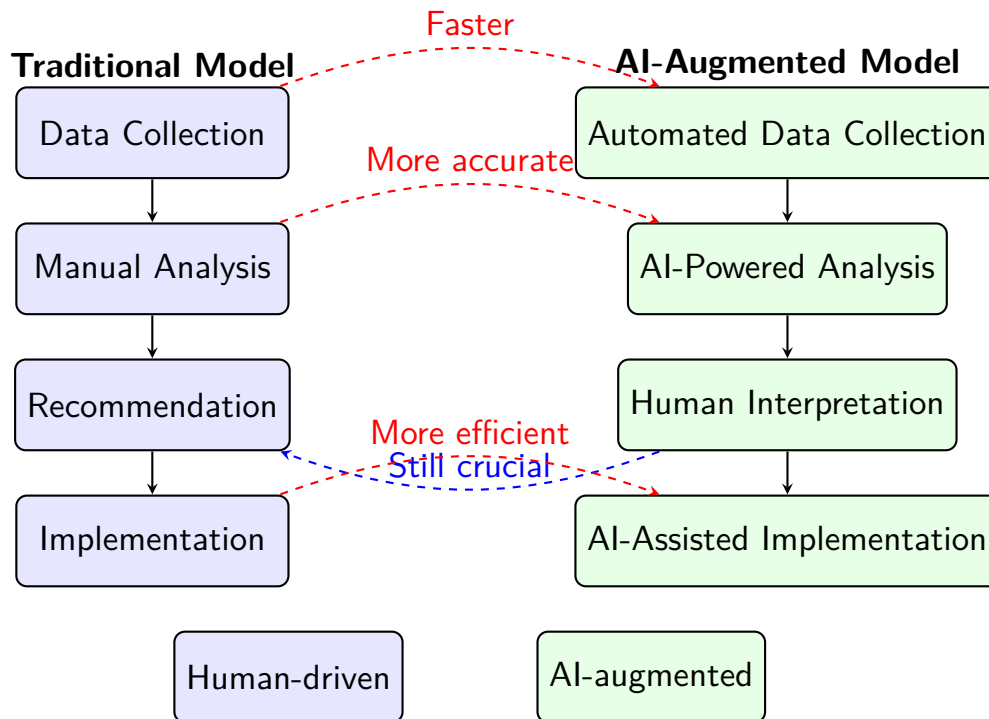 Faster
Traditional Model
AI-Augmented Model
Data Collection
Automated Data Collection
More accurate
Manual Analysis
AI-Powered Analysis
Recommendation
Human Interpretation
More efficient
Still crucial
Implementation
AI-Assisted Implementation
Human-driven
AI-augmented